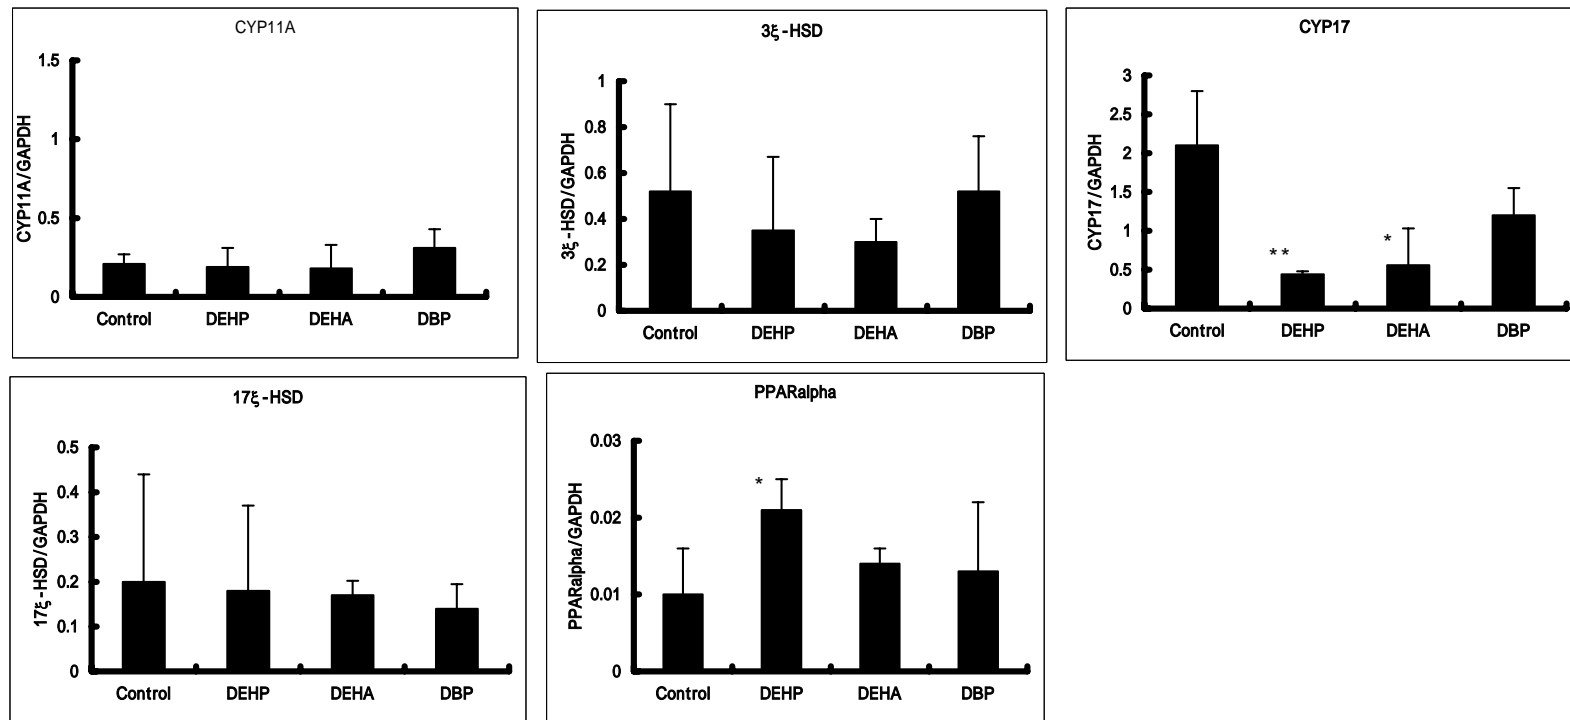 CYP11A
CYP11A/GAPDH
1.5
1
0.5
0
Control DEHP DEHA DBP
3ξ-HSD
3ξ-HSD/GAPDH
1
0.8
0.6
0.4
0.2
0
Control DEHP DEHA DBP
CYP17
CYP17/GAPDH
3
2.5
2
1.5
1
0.5
0
**
*
Control DEHP DEHA DBP
17ξ-HSD
17ξ-HSD/GAPDH
0.5
0.4
0.3
0.2
0.1
0
Control DEHP DEHA DBP
PPARalpha
PPARalpha/GAPDH
0.03
0.02
0.01
0
*
Control DEHP DEHA DBP